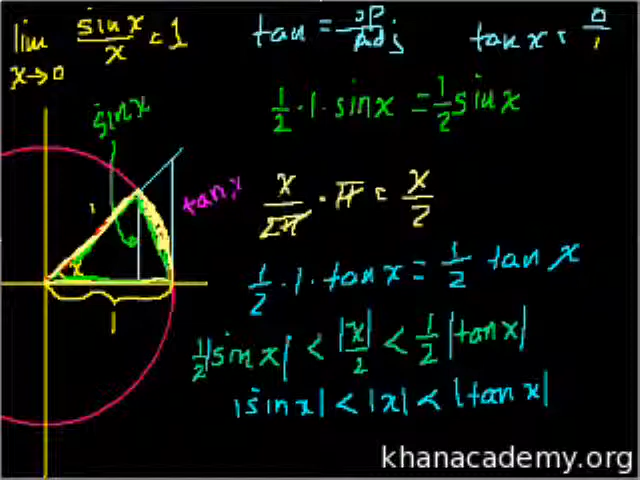 lim x→0 sin x / x = 1
tan = op / Adj
tan x = o / 1
sin x
1/2 · 1 · sin x = 1/2 sin x
tan x
1
x
x / 2π · π = x / 2
1/2 · 1 · tan x = 1/2 tan x
1
1/2 |sin x| < |x| / 2 < 1/2 |tan x|
|sin x| < |x| < |tan x|
khanacademy.org